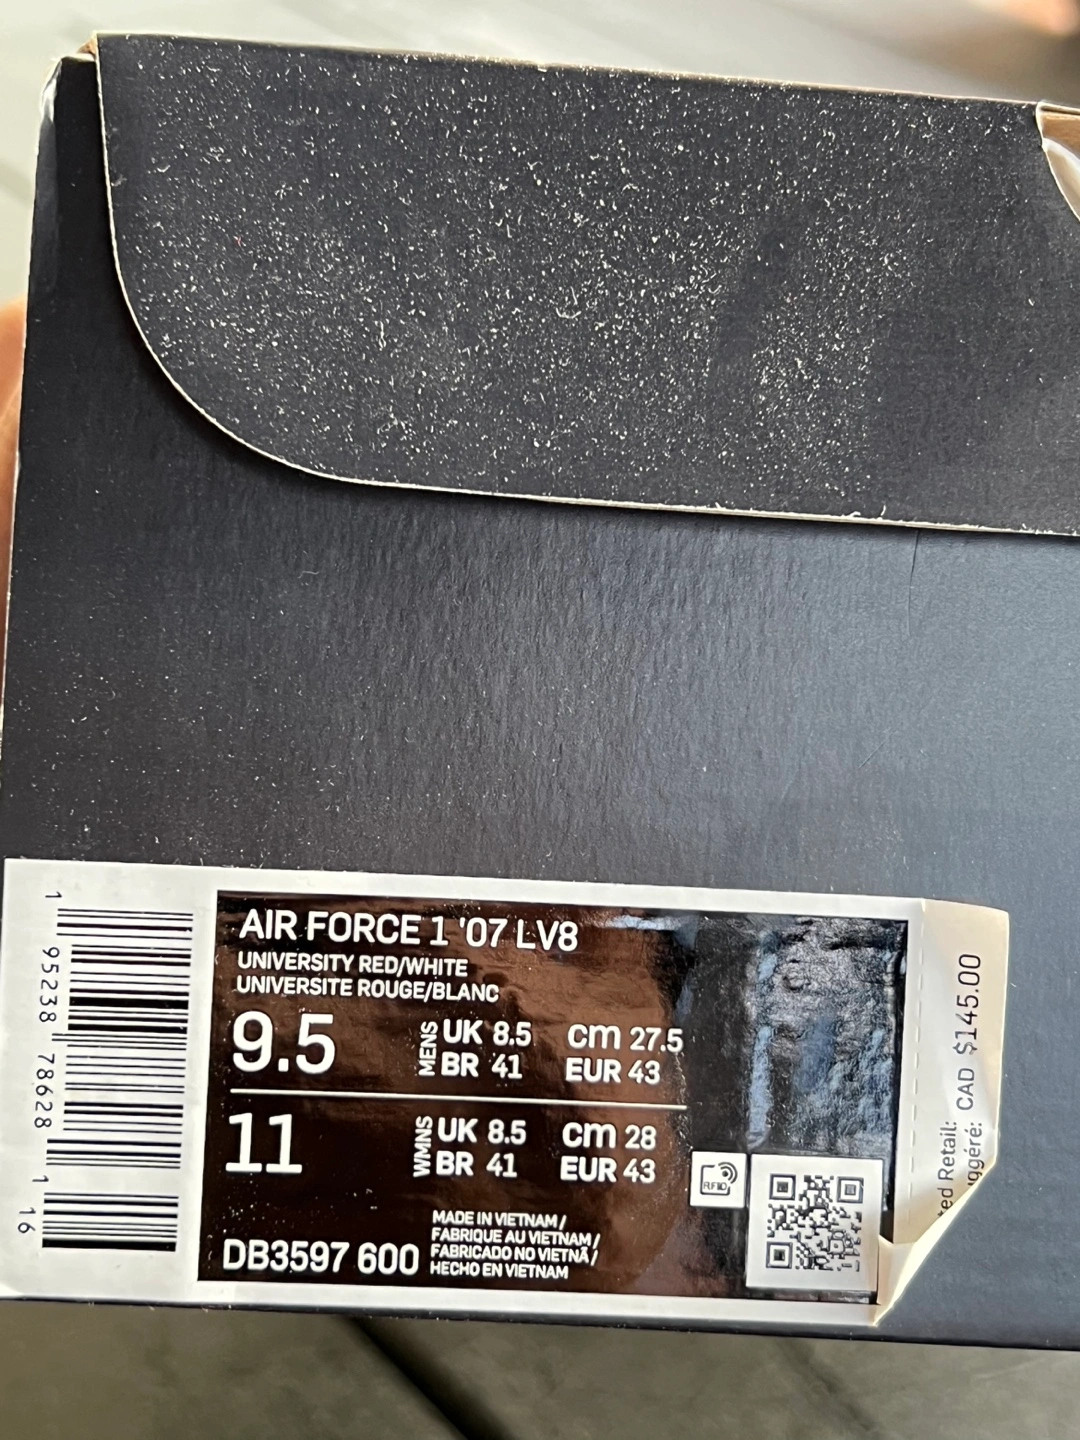 AIR FORCE 1 '07 LV8
UNIVERSITY RED/WHITE
UNIVERSITE ROUGE/BLANC
9.5 MENS UK 8.5 cm 27.5
BR 41 EUR 43
11 WMNS UK 8.5 cm 28
BR 41 EUR 43
DB3597 600
MADE IN VIETNAM /
FABRIQUE AU VIETNAM /
FABRICADO NO VIETNÃ /
HECHO EN VIETNAM
RFID
1 95238 78628 1 16
Retail:
CAD $145.00